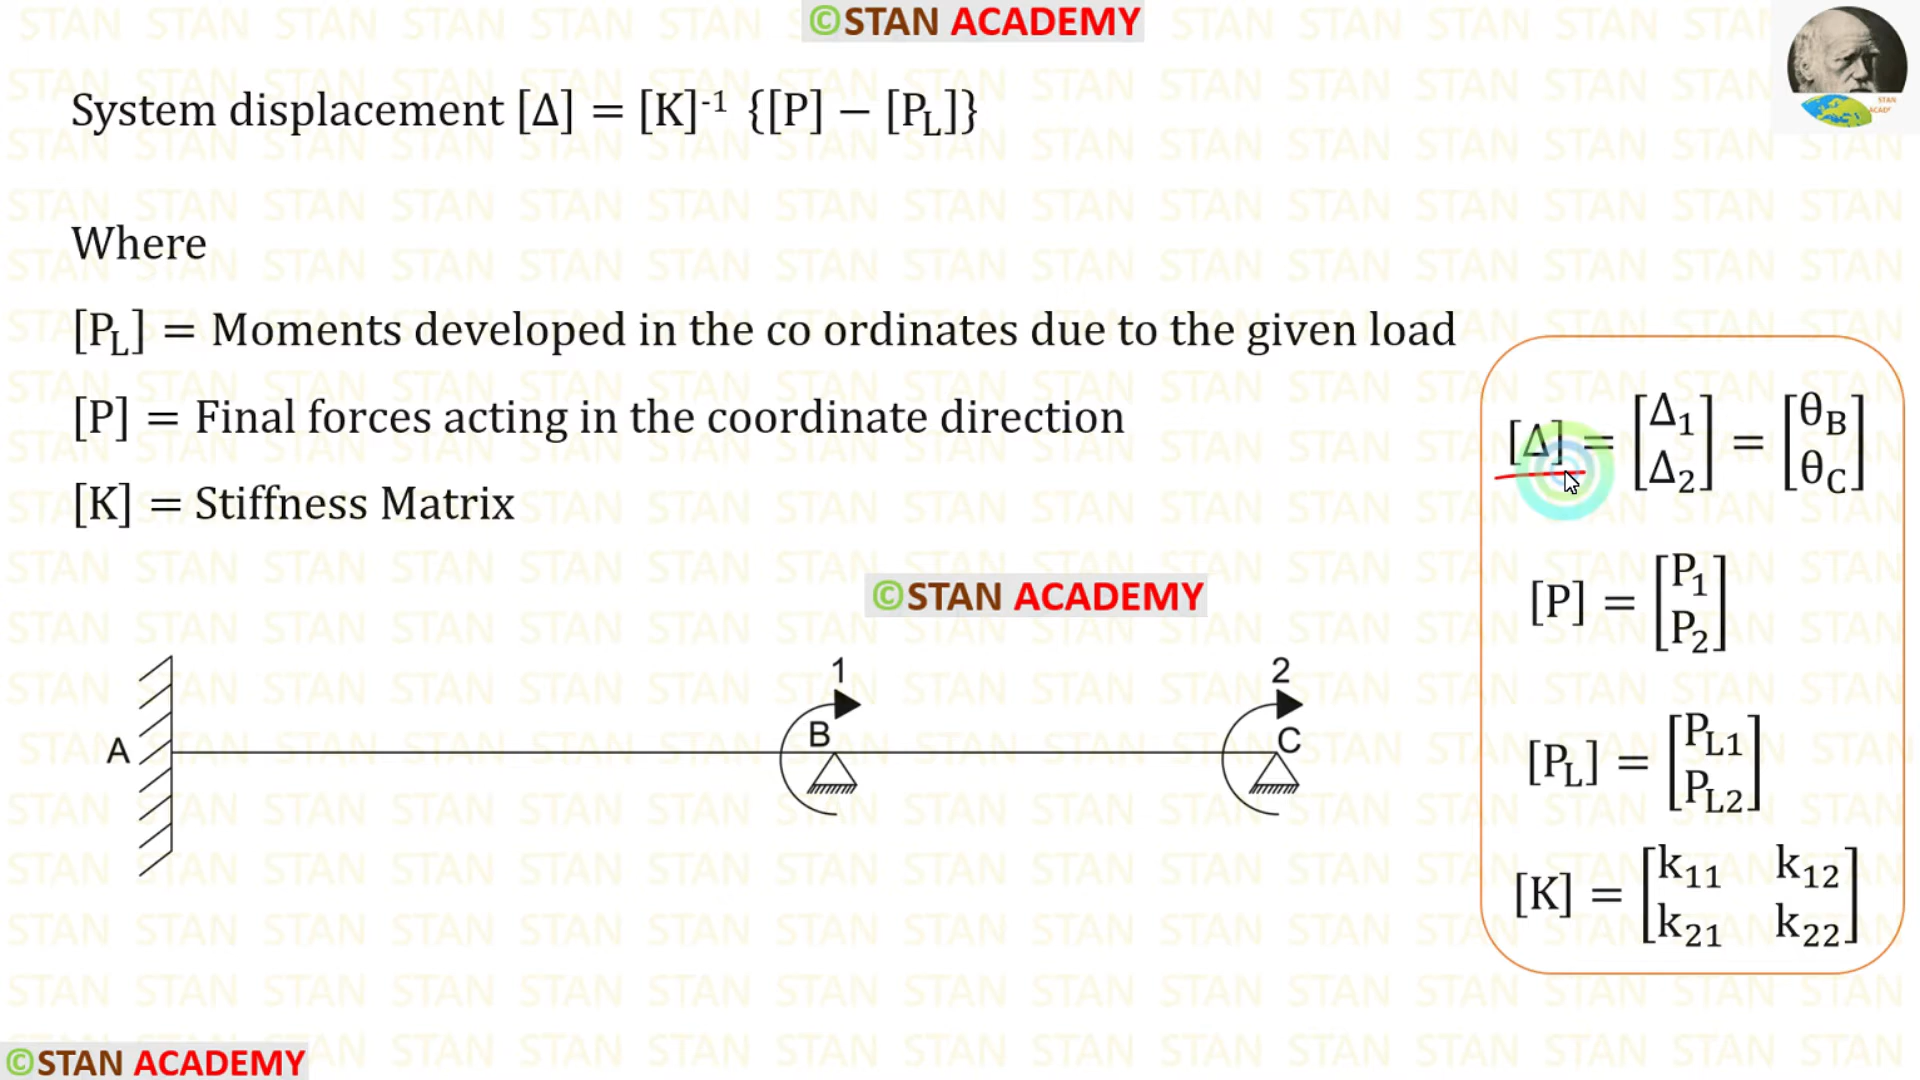 ©STAN ACADEMY
System displacement [Δ] = [K]⁻¹ {[P] – [P_L]}
Where
[P_L] = Moments developed in the co ordinates due to the given load
[P] = Final forces acting in the coordinate direction
[K] = Stiffness Matrix
[Δ] = [Δ₁ Δ₂] = [θ_B θ_C]
[P] = [P₁ P₂]
[P_L] = [P_L1 P_L2]
[K] = [k₁₁ k₁₂ k₂₁ k₂₂]
©STAN ACADEMY
1 2
A B C
©STAN ACADEMY